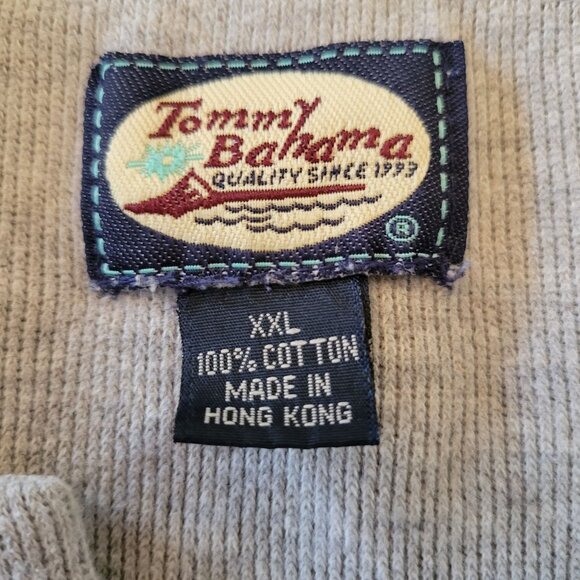 Tommy
Bahama
QUALITY SINCE 1993
®
XXL
100% COTTON
MADE IN
HONG KONG